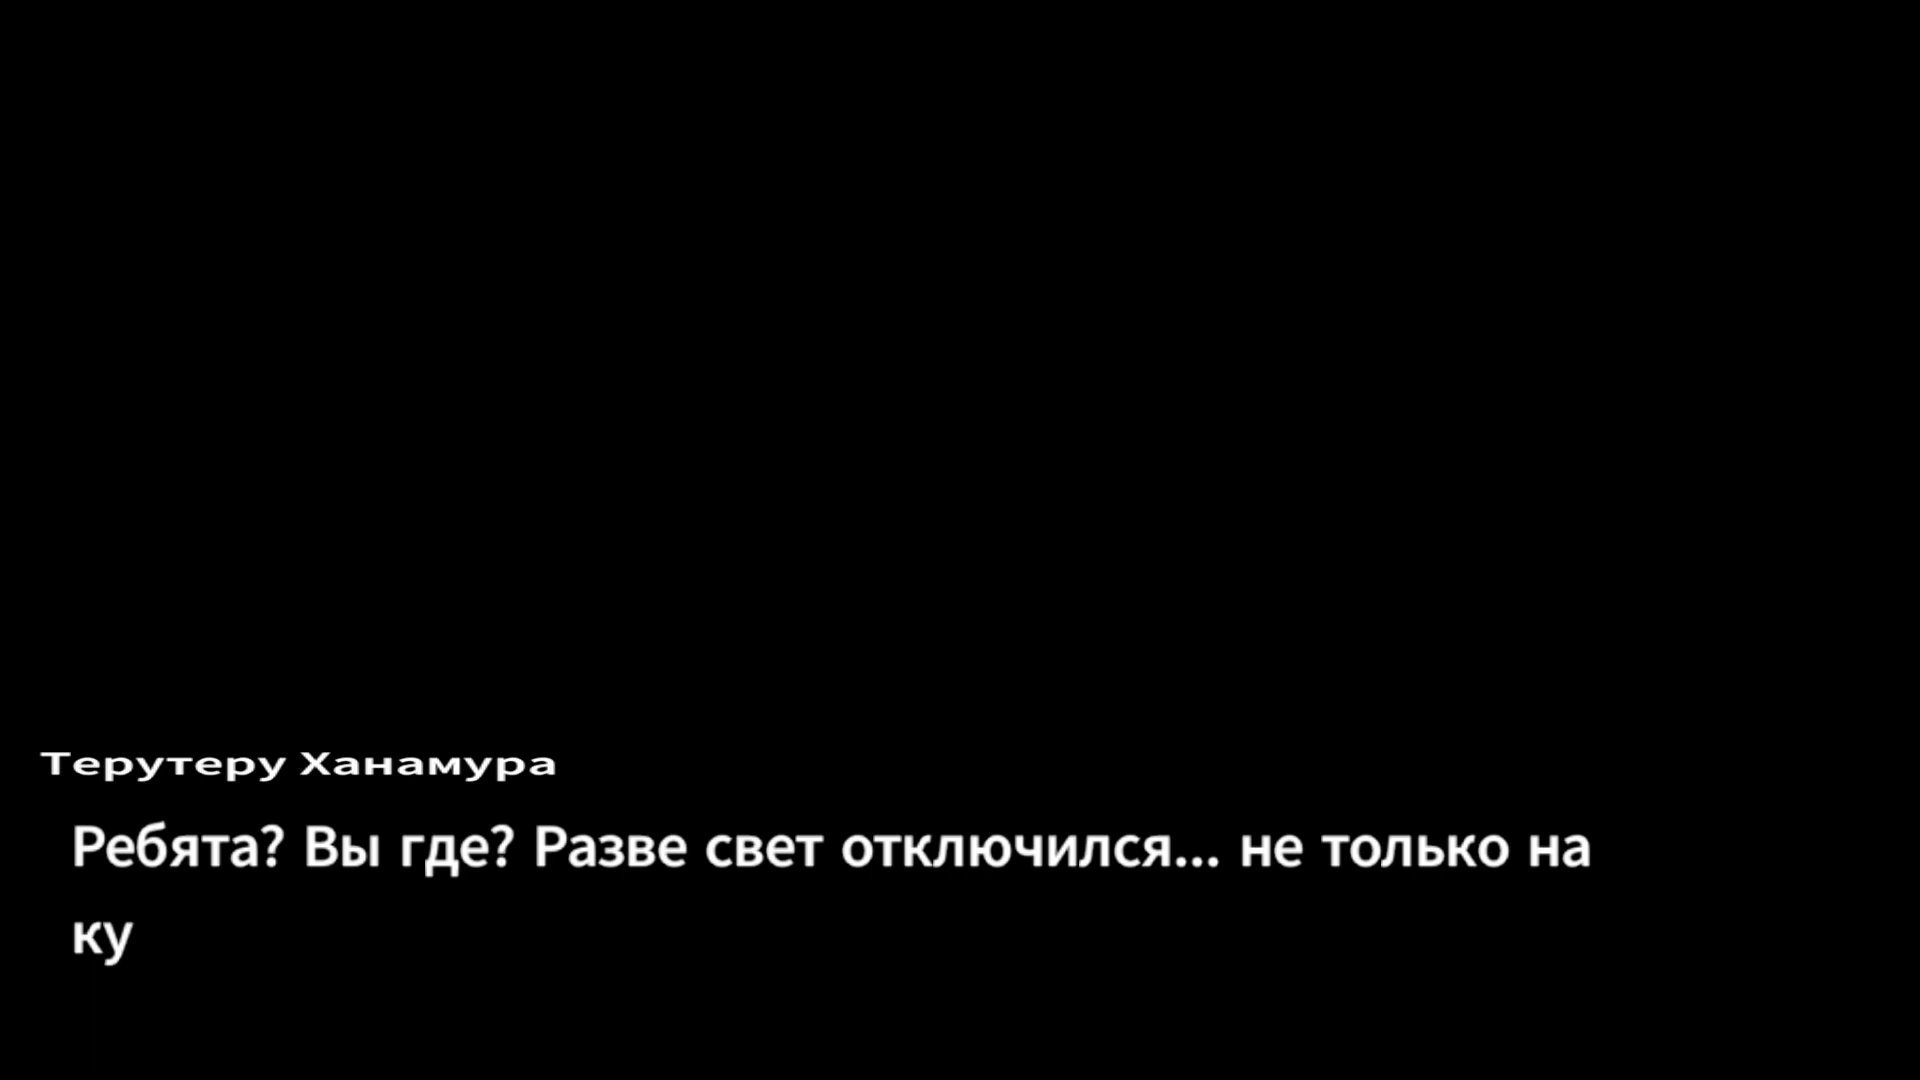 Терутеру Ханамура
Ребята? Вы где? Разве свет отключился... не только на
ку